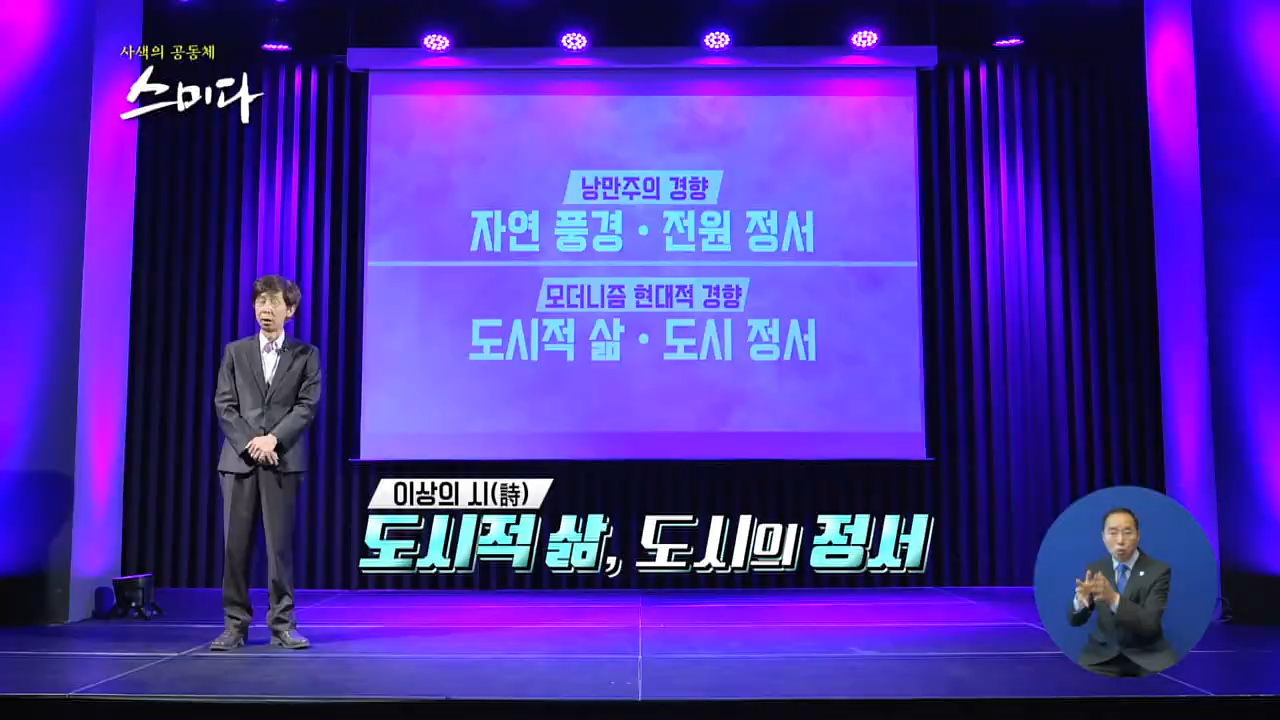 사색의 공동체
스미다
낭만주의 경향
자연 풍경·전원 정서
모더니즘 현대적 경향
도시적 삶·도시 정서
이상의 시(詩)
도시적 삶, 도시의 정서